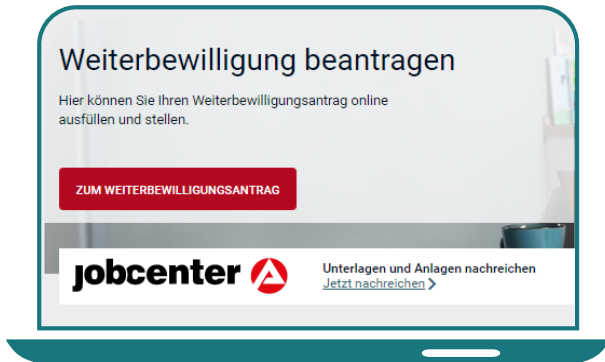 Weiterbewilligung beantragen
Hier können Sie Ihren Weiterbewilligungsantrag online
ausfüllen und stellen.
ZUM WEITERBEWILLIGUNGSANTRAG
jobcenter
Unterlagen und Anlagen nachreichen
Jetzt nachreichen